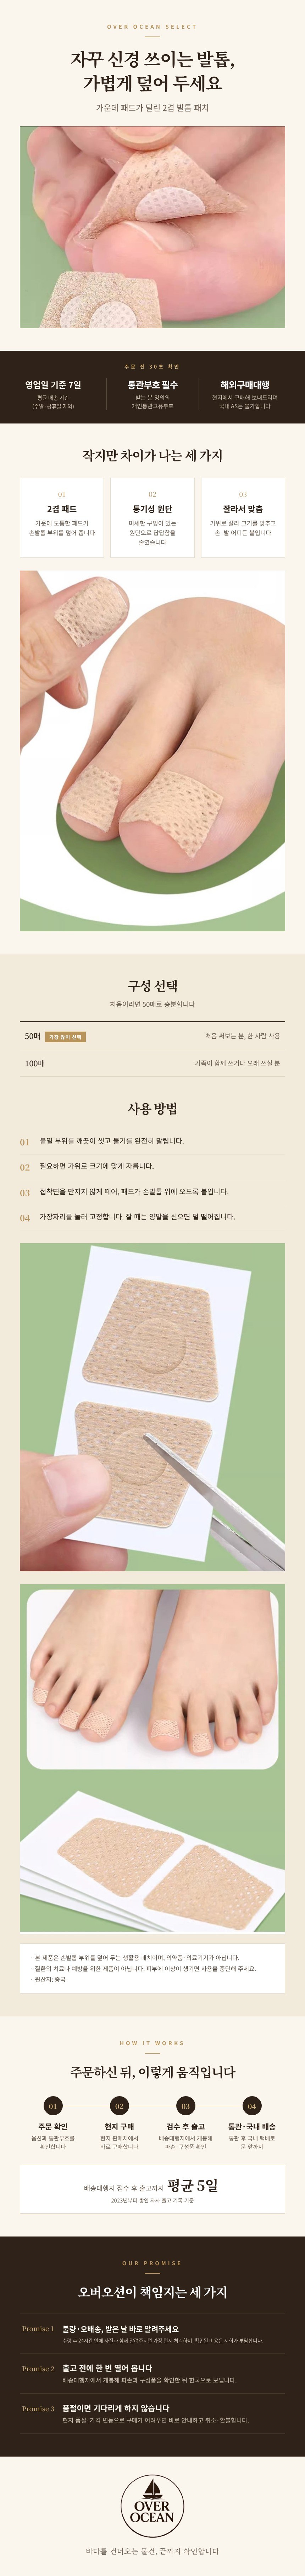 OVER OCEAN SELECT
자꾸 신경 쓰이는 발톱,
가볍게 덮어 두세요
가운데 패드가 달린 2겹 발톱 패치
주문 전 30초 확인
영업일 기준 7일
평균 배송 기간
(주말·공휴일 제외)
통관부호 필수
받는 분 명의의
개인통관고유부호
해외구매대행
현지에서 구매해 보내드리며
국내 AS는 불가합니다
작지만 차이가 나는 세 가지
01
2겹 패드
가운데 도톰한 패드가
손발톱 부위를 덮어 줍니다
02
통기성 원단
미세한 구멍이 있는
원단으로 답답함을
줄였습니다
03
잘라서 맞춤
가위로 잘라 크기를 맞추고
손·발 어디든 붙입니다
구성 선택
처음이라면 50매로 충분합니다
50매 가장 많이 선택 처음 써보는 분, 한 사람 사용
100매 가족이 함께 쓰거나 오래 쓰실 분
사용 방법
01 붙일 부위를 깨끗이 씻고 물기를 완전히 말립니다.
02 필요하면 가위로 크기에 맞게 자릅니다.
03 접착면을 만지지 않게 떼어, 패드가 손발톱 위에 오도록 붙입니다.
04 가장자리를 눌러 고정합니다. 잘 때는 양말을 신으면 덜 떨어집니다.
· 본 제품은 손발톱 부위를 덮어 두는 생활용 패치이며, 의약품·의료기기가 아닙니다.
· 질환의 치료나 예방을 위한 제품이 아닙니다. 피부에 이상이 생기면 사용을 중단해 주세요.
· 원산지: 중국
HOW IT WORKS
주문하신 뒤, 이렇게 움직입니다
01
주문 확인
옵션과 통관부호를
확인합니다
02
현지 구매
현지 판매처에서
바로 구매합니다
03
검수 후 출고
배송대행지에서 개봉해
파손·구성품 확인
04
통관·국내 배송
통관 후 국내 택배로
문 앞까지
배송대행지 접수 후 출고까지 평균 5일
2023년부터 쌓인 자사 출고 기록 기준
OUR PROMISE
오버오션이 책임지는 세 가지
Promise 1 불량·오배송, 받은 날 바로 알려주세요
수령 후 24시간 안에 사진과 함께 알려주시면 가장 먼저 처리하며, 확인된 비용은 저희가 부담합니다.
Promise 2 출고 전에 한 번 열어 봅니다
배송대행지에서 개봉해 파손과 구성품을 확인한 뒤 한국으로 보냅니다.
Promise 3 품절이면 기다리게 하지 않습니다
현지 품절·가격 변동으로 구매가 어려우면 바로 안내하고 취소·환불합니다.
OVER
OCEAN
바다를 건너오는 물건, 끝까지 확인합니다